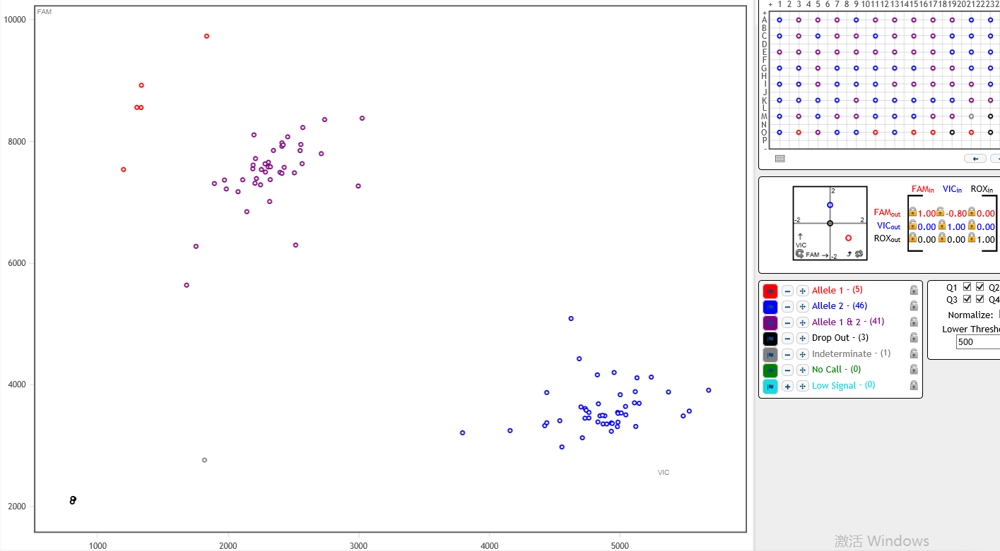 FAM
10000
8000
6000
4000
2000
1000
2000
3000
4000
5000
VIC
+ 1 2 3 4 5 6 7 8 9 10 11 12 13 14 15 16 17 18 19 20 21 22 23
+
A
B
C
D
E
F
G
H
I
J
K
L
M
N
O
P
-
2
-2
2
VIC
FAM
-2
FAMin VICin ROXin
FAMout 1.00 -0.80 0.00
VICout 0.00 1.00 0.00
ROXout 0.00 0.00 1.00
Allele 1 - (5)
Allele 2 - (46)
Allele 1 & 2 - (41)
Drop Out - (3)
Indeterminate - (1)
No Call - (0)
Low Signal - (0)
Q1 Q2
Q3 Q4
Normalize:
Lower
500
激活 Windows